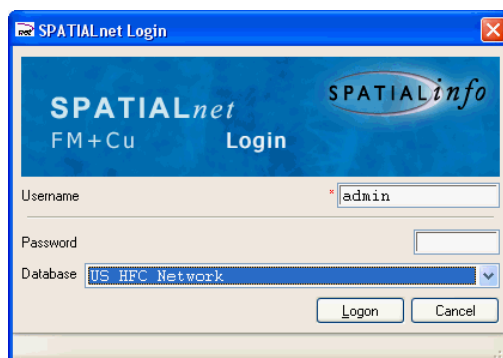 SPATIALnet Login
SPATIALinfo
SPATIALnet
FM+Cu Login
Username * admin
Password
Database US HFC Network
Logon Cancel